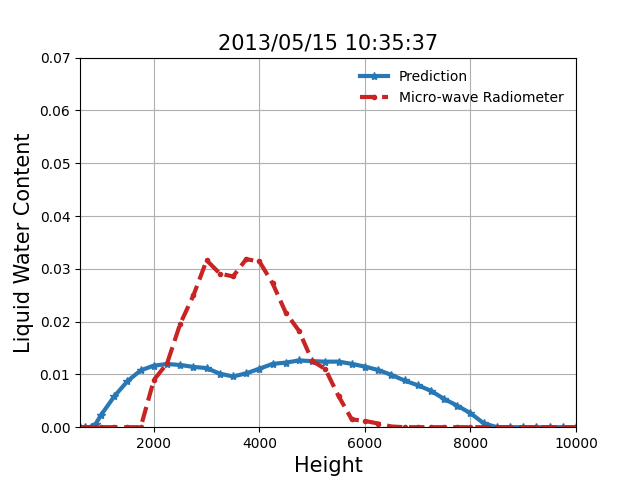 2013/05/15 10:35:37
Prediction
Micro-wave Radiometer
Liquid Water Content
0.07
0.06
0.05
0.04
0.03
0.02
0.01
0.00
2000 4000 6000 8000 10000
Height